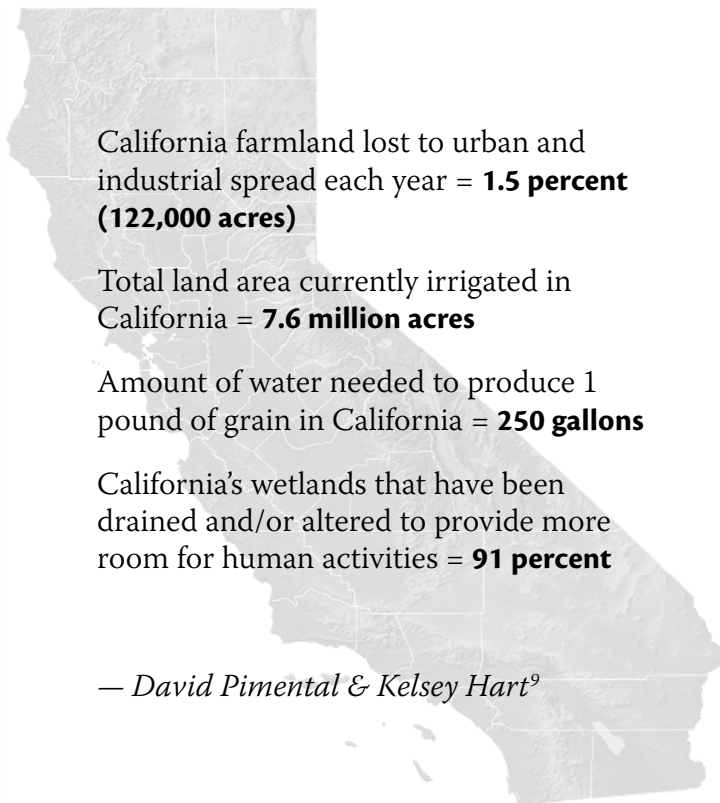 California farmland lost to urban and
industrial spread each year = 1.5 percent
(122,000 acres)
Total land area currently irrigated in
California = 7.6 million acres
Amount of water needed to produce 1
pound of grain in California = 250 gallons
California’s wetlands that have been
drained and/or altered to provide more
room for human activities = 91 percent
— David Pimental & Kelsey Hart⁹